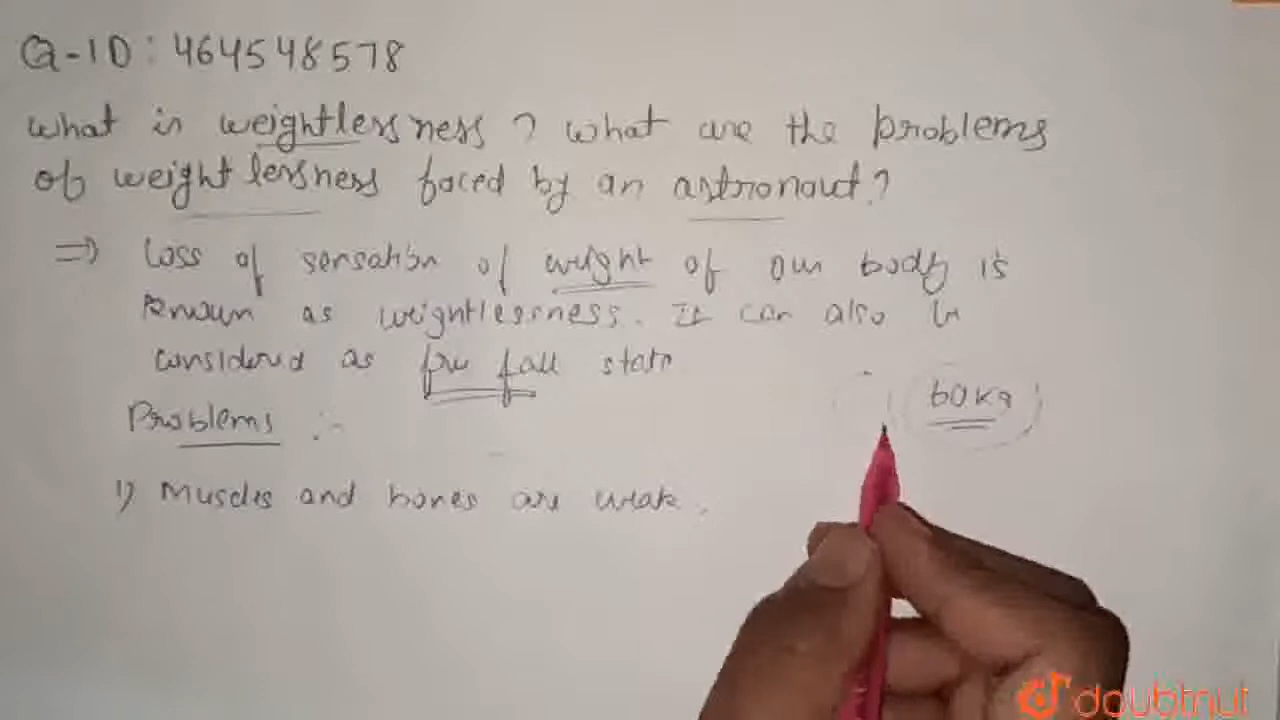 Q-ID: 464548578
What is weightlessness? What are the problems
of weightlessness faced by an astronaut?
=> Loss of sensation of weight of our body is
known as weightlessness. It can also be
considered as free fall state
Problems :-
60kg
1) Muscles and bones are weak.
doubtnut